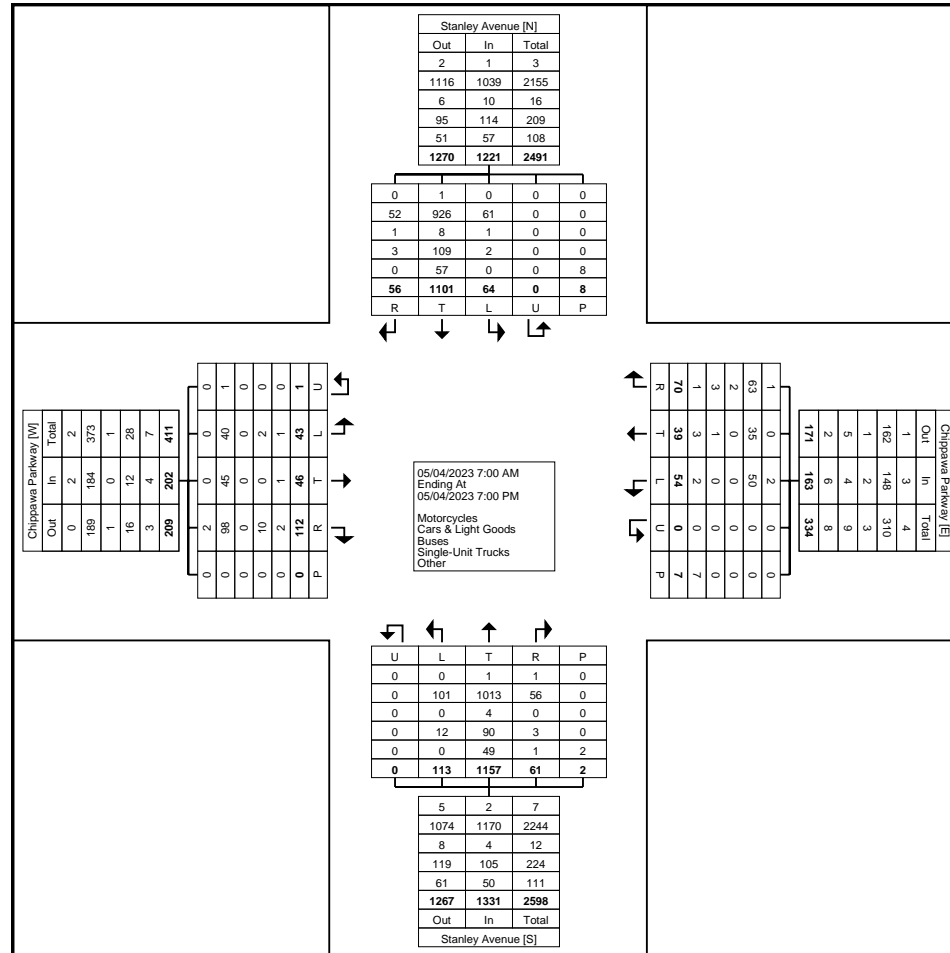 Stanley Avenue [N]
Out In Total
2 1 3
1116 1039 2155
6 10 16
95 114 209
51 57 108
1270 1221 2491
0 1 0 0 0
52 926 61 0 0
1 8 1 0 0
3 109 2 0 0
0 57 0 0 8
56 1101 64 0 8
R T L U P
Chippawa Parkway [W]
Out In Total
0 2 2
189 184 373
1 0 1
16 12 28
3 4 7
209 202 411
0 0 0 2 0
1 40 45 98 0
0 0 0 0 0
0 2 0 10 0
0 1 1 2 0
1 43 46 112 0
U L T R P
05/04/2023 7:00 AM
Ending At
05/04/2023 7:00 PM
Motorcycles
Cars & Light Goods
Buses
Single-Unit Trucks
Other
Chippawa Parkway [E]
Out In Total
1 3 4
162 148 310
1 2 3
5 4 9
2 6 8
171 163 334
1 0 2 0 0
63 35 50 0 0
2 0 0 0 0
3 1 0 0 0
1 3 2 0 7
70 39 54 0 7
R T L U P
U L T R P
0 0 1 1 0
0 101 1013 56 0
0 0 4 0 0
0 12 90 3 0
0 0 49 1 2
0 113 1157 61 2
5 2 7
1074 1170 2244
8 4 12
119 105 224
61 50 111
1267 1331 2598
Out In Total
Stanley Avenue [S]